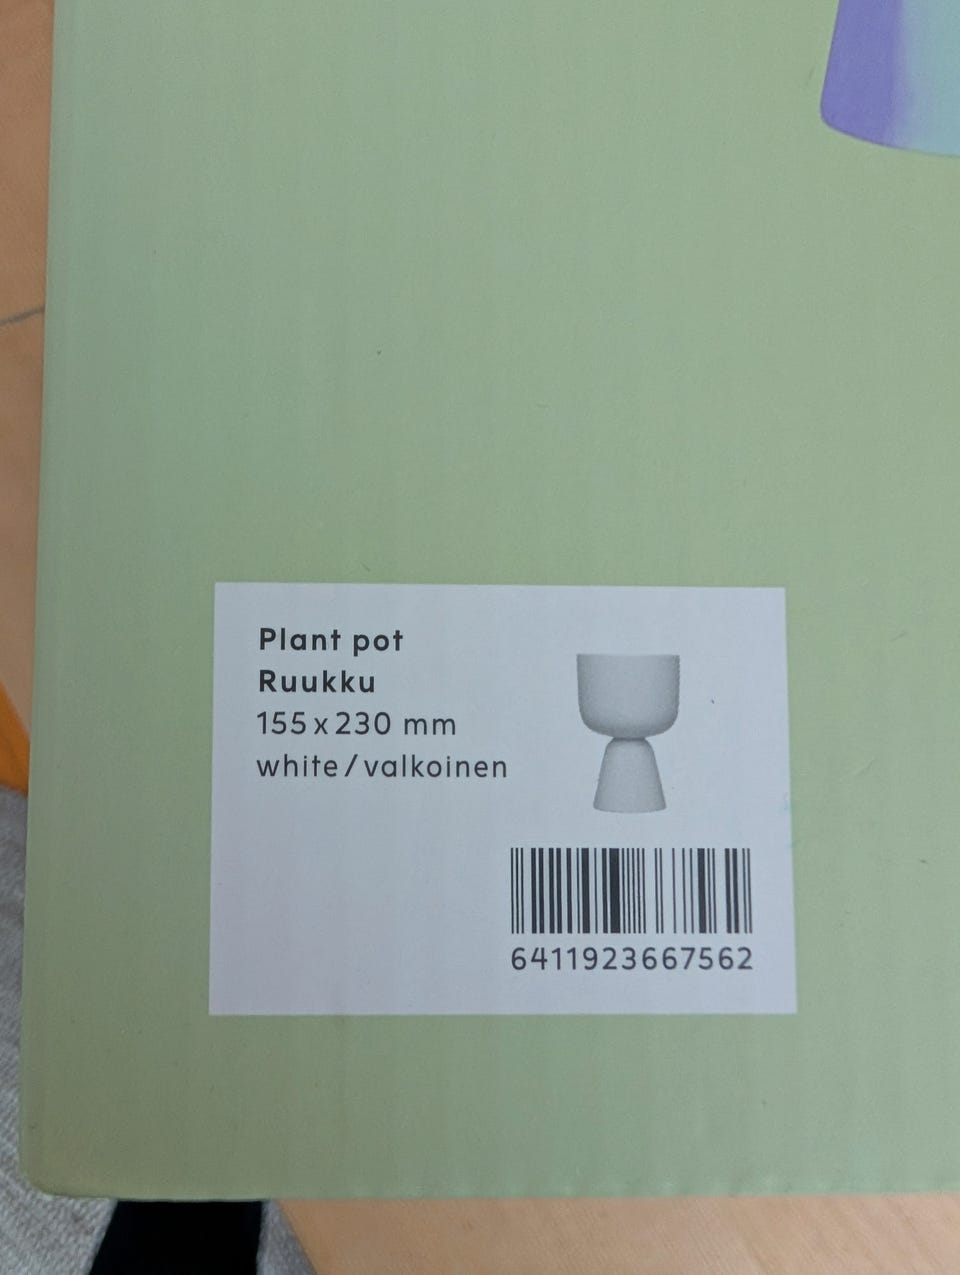 Plant pot
Ruukku
155 x 230 mm
white / valkoinen
6411923667562